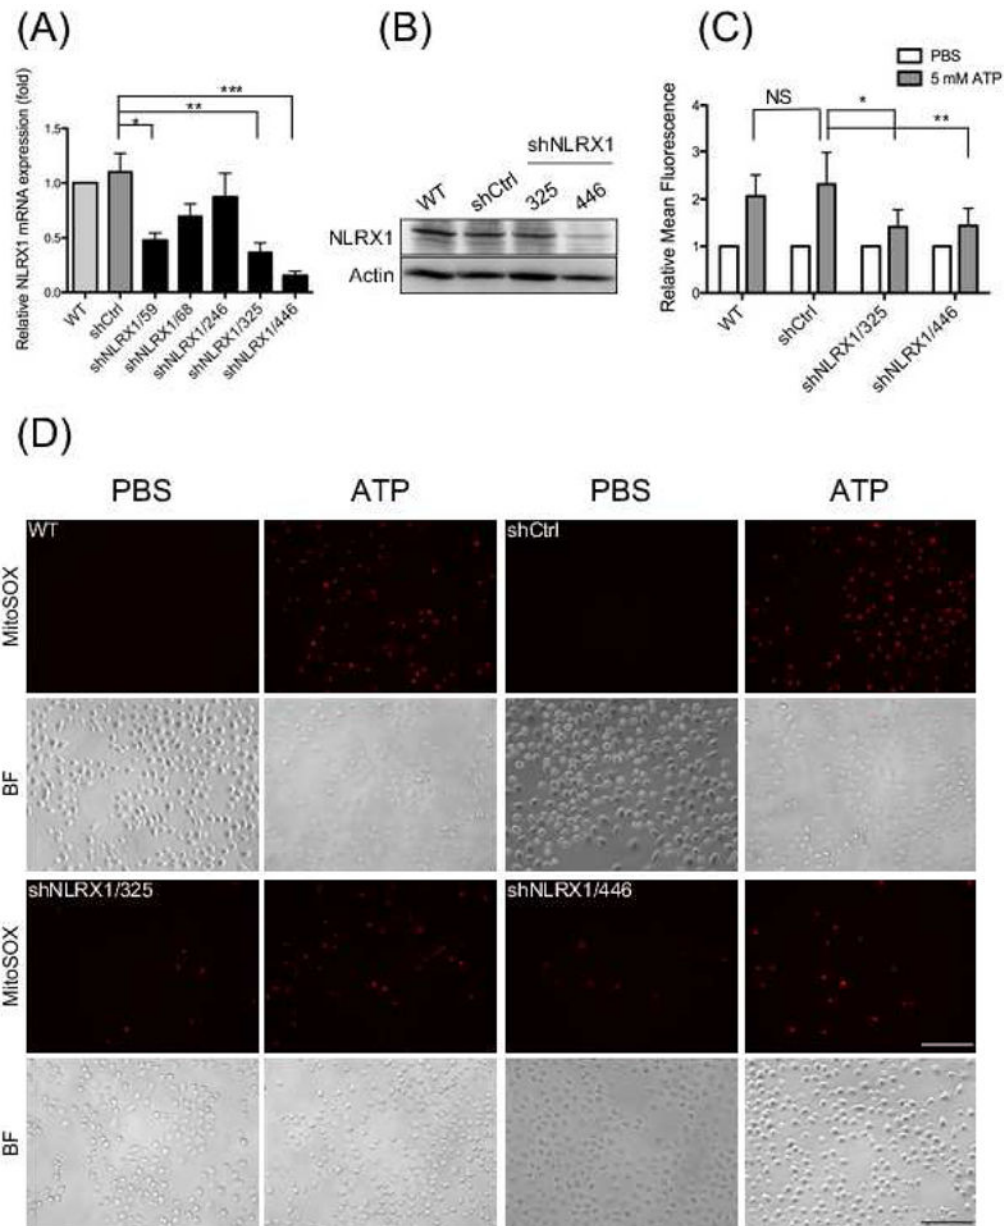 (A)
Relative NLRX1 mRNA expression (fold)
1.5
1.0
0.5
0.0
***
**
*
WT
shCtrl
shNLRX1/59
shNLRX1/68
shNLRX1/246
shNLRX1/325
shNLRX1/446
(B)
shNLRX1
WT
shCtrl
325
446
NLRX1
Actin
(C)
PBS
5 mM ATP
Relative Mean Fluorescence
4
3
2
1
0
NS
*
**
WT
shCtrl
shNLRX1/325
shNLRX1/446
(D)
PBS
ATP
PBS
ATP
MitoSOX
WT
shCtrl
BF
MitoSOX
shNLRX1/325
shNLRX1/446
BF